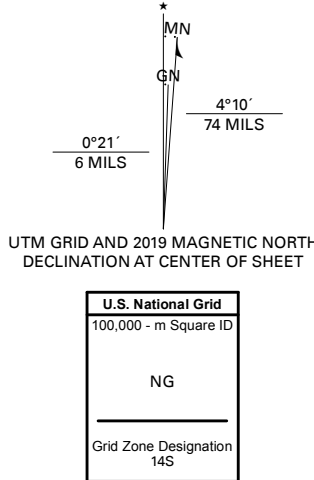 MN
GN
4°10´
74 MILS
0°21´
6 MILS
UTM GRID AND 2019 MAGNETIC NORTH
DECLINATION AT CENTER OF SHEET
U.S. National Grid
100,000 - m Square ID
NG
Grid Zone Designation
14S